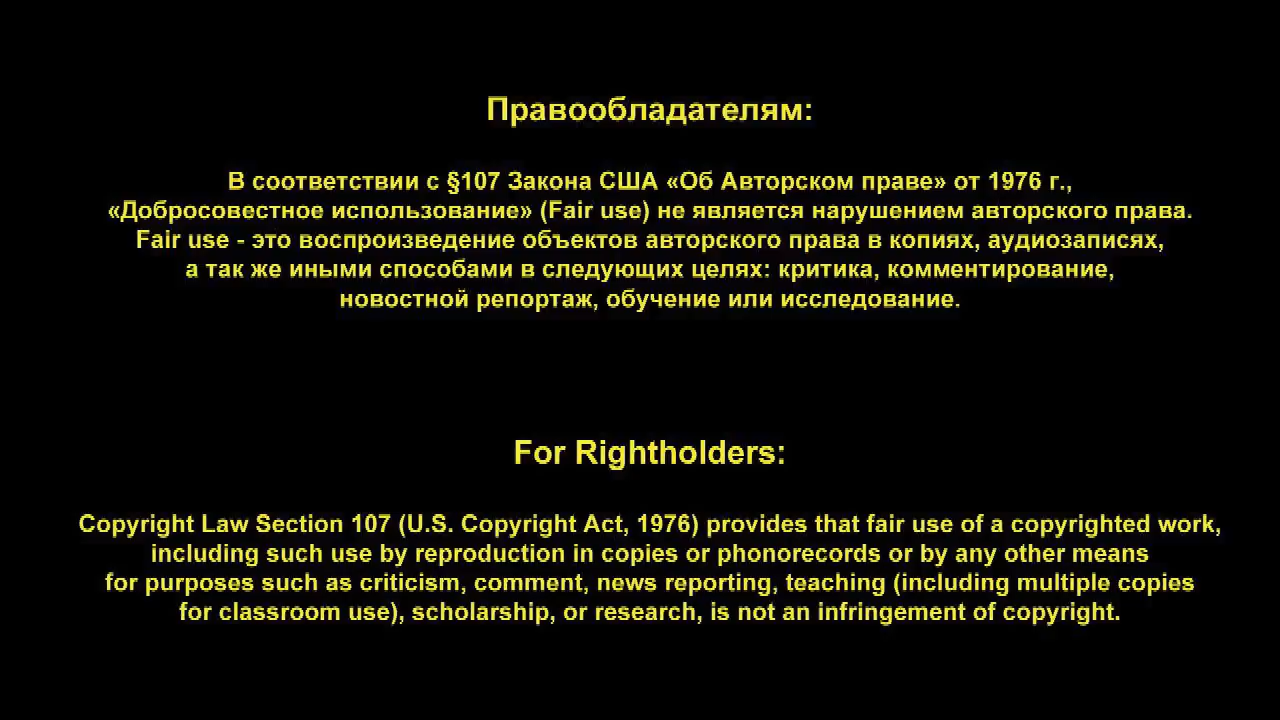 Правообладателям:
В соответствии с §107 Закона США «Об Авторском праве» от 1976 г.,
«Добросовестное использование» (Fair use) не является нарушением авторского права.
Fair use - это воспроизведение объектов авторского права в копиях, аудиозаписях,
а так же иными способами в следующих целях: критика, комментирование,
новостной репортаж, обучение или исследование.
For Rightholders:
Copyright Law Section 107 (U.S. Copyright Act, 1976) provides that fair use of a copyrighted work,
including such use by reproduction in copies or phonorecords or by any other means
for purposes such as criticism, comment, news reporting, teaching (including multiple copies
for classroom use), scholarship, or research, is not an infringement of copyright.